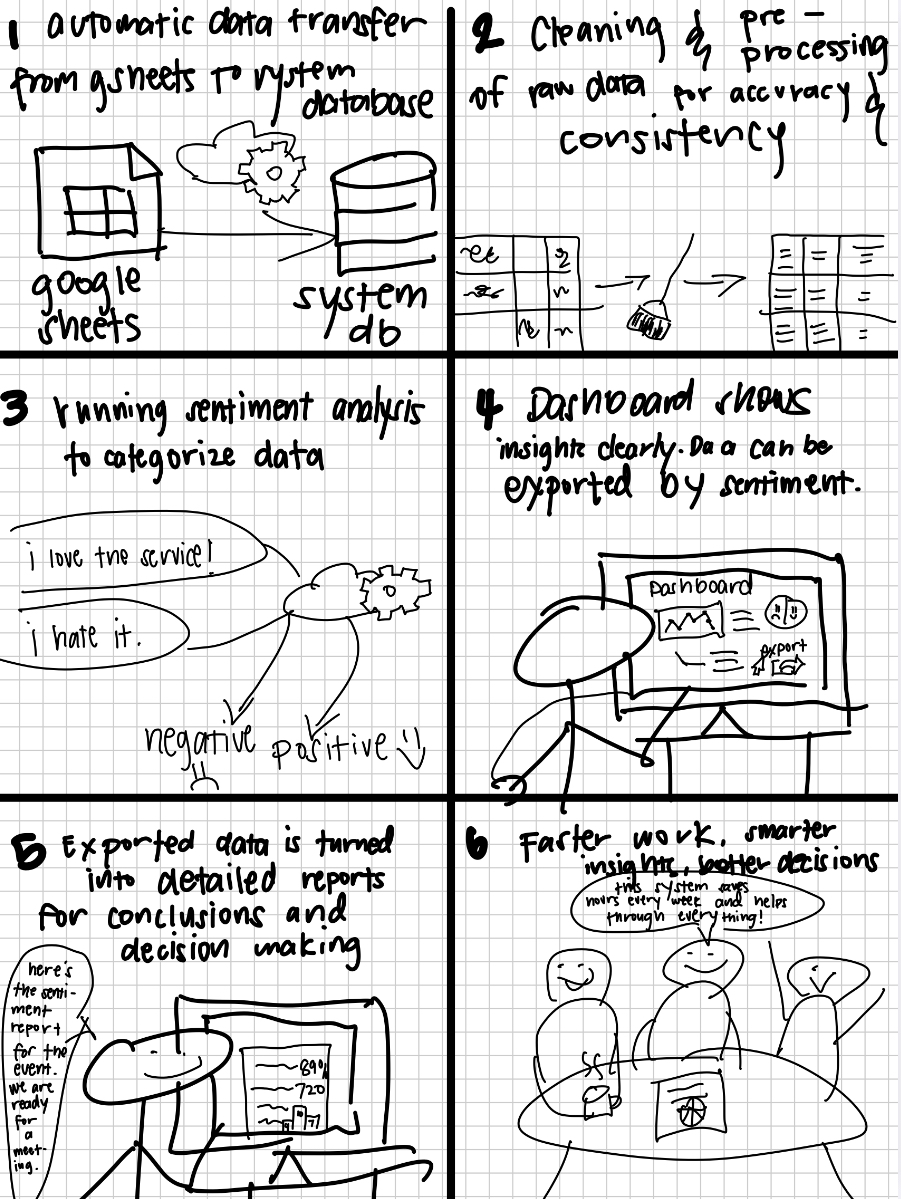 1 automatic data transfer
from gsheets to system
database
google
sheets
system
db
2 Cleaning & pre-
processing
of raw data for accuracy &
consistency
3 running sentiment analysis
to categorize data
i love the service!
i hate it.
negative
positive
4 Dashboard shows
insights clearly. Data can be
exported by sentiment.
Dashboard
export
5 Exported data is turned
into detailed reports
for conclusions and
decision making
here's
the senti-
ment
report
for the
event.
we are
ready
for
a
meet-
ing.
89%
720
6 Faster work, smarter
insights, better decisions
this system saves
hours every week and helps
through everything!